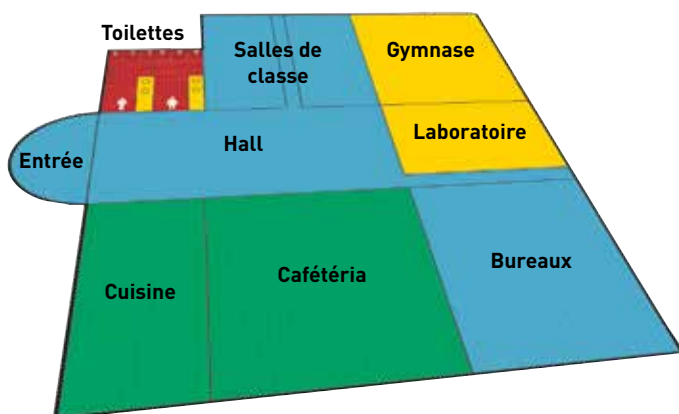 Toilettes
Salles de
classe
Gymnase
Laboratoire
Entrée
Hall
Cuisine
Cafétéria
Bureaux